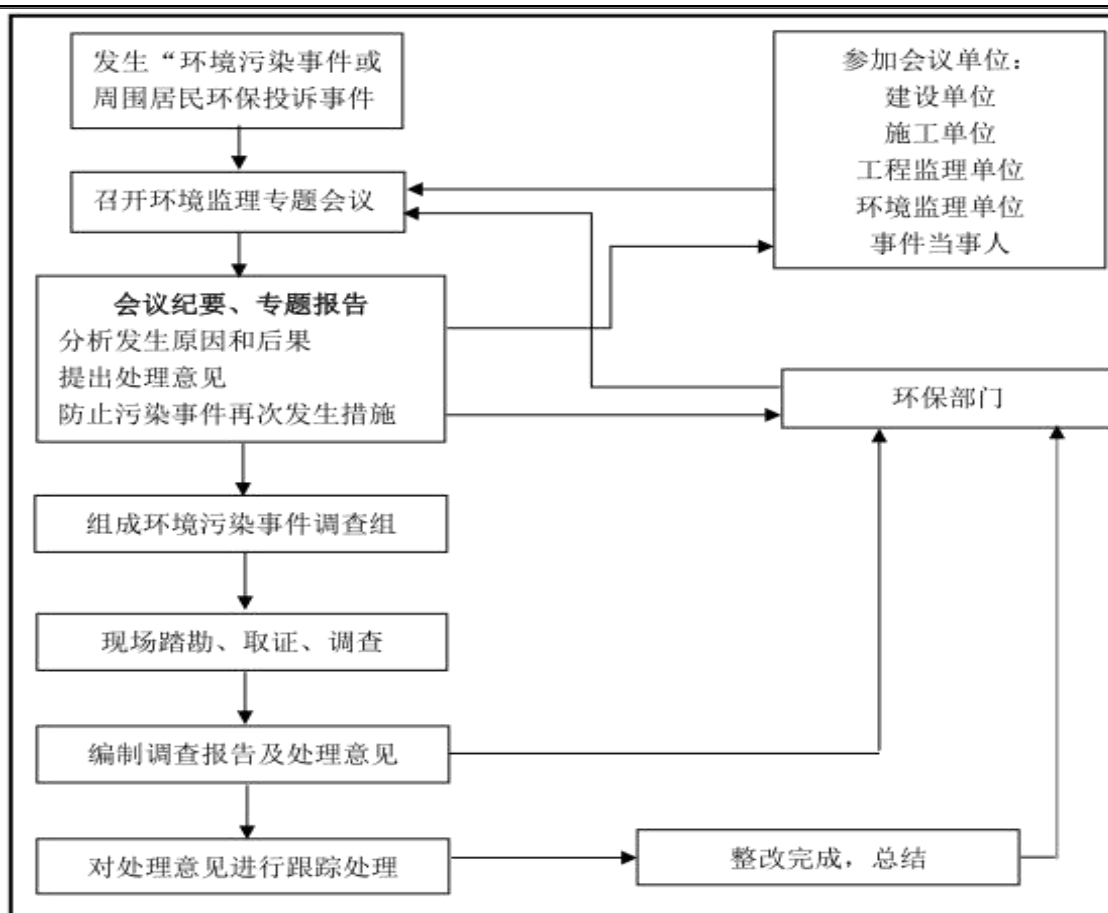 发生“环境污染事件或
周围居民环保投诉事件
参加会议单位：
建设单位
施工单位
工程监理单位
环境监理单位
事件当事人
召开环境监理专题会议
会议纪要、专题报告
分析发生原因和后果
提出处理意见
防止污染事件再次发生措施
环保部门
组成环境污染事件调查组
现场踏勘、取证、调查
编制调查报告及处理意见
对处理意见进行跟踪处理
整改完成，总结